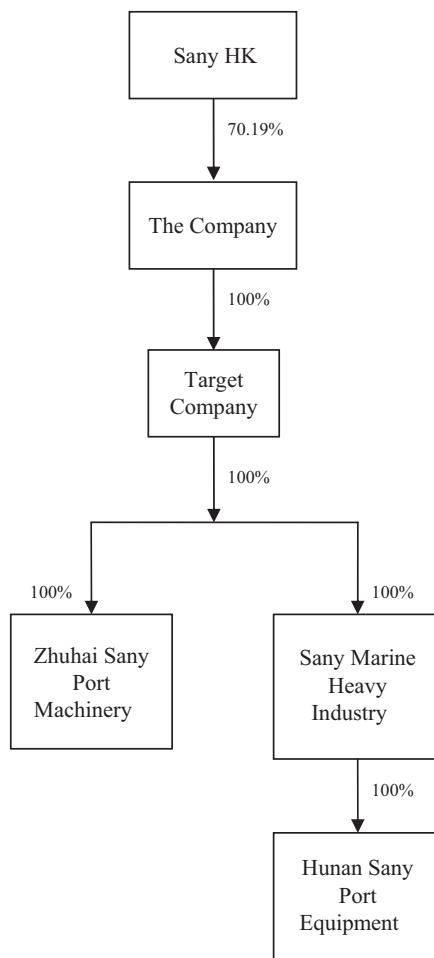 Sany HK
70.19%
The Company
100%
Target
Company
100%
100%
100%
Zhuhai Sany
Port
Machinery
Sany Marine
Heavy
Industry
100%
Hunan Sany
Port
Equipment